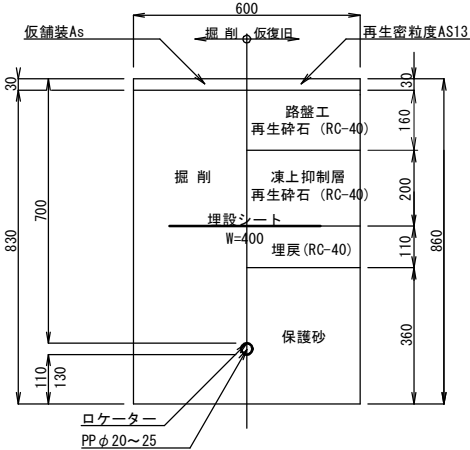 600
仮舗装As
掘 削 仮復旧
再生密粒度AS13
30
30
路盤工
再生砕石 (RC-40)
160
掘 削
凍上抑制層
再生砕石 (RC-40)
200
700
830
860
埋設シート
W=400
埋戻(RC-40)
110
保護砂
360
110
130
ロケーター
PPφ20～25